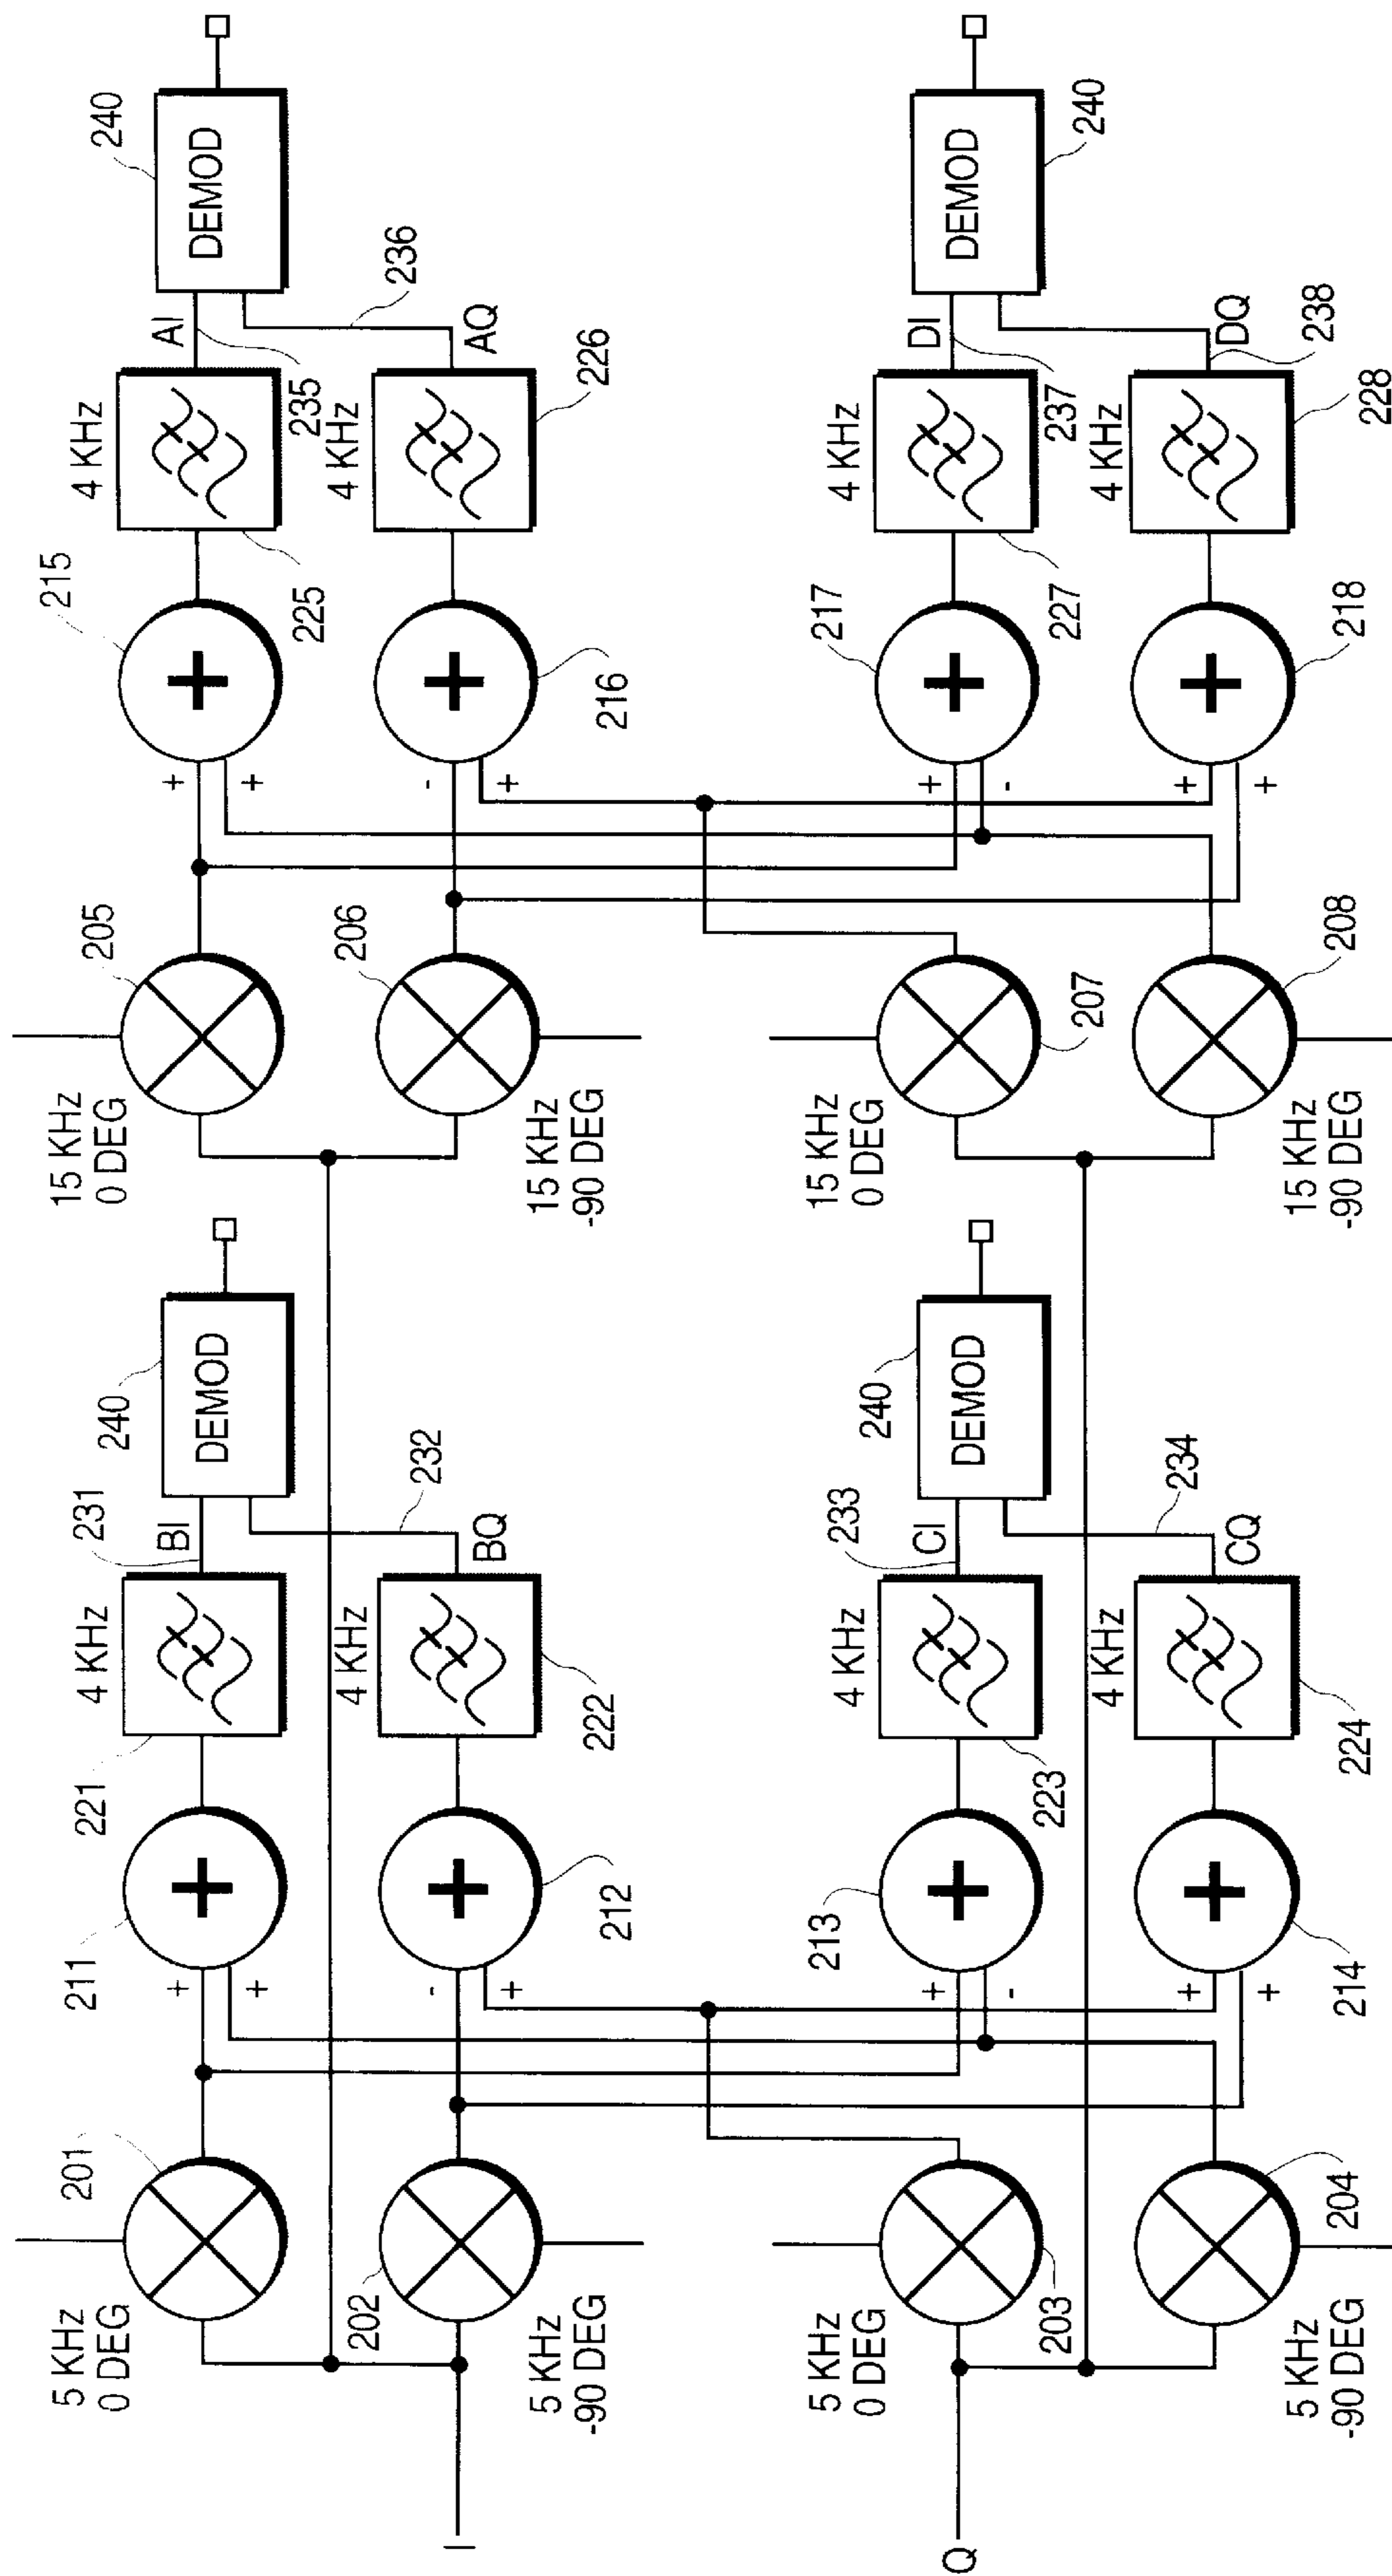 I
Q
5 KHz
0 DEG
201
202
5 KHz
-90 DEG
5 KHz
0 DEG
203
204
5 KHz
-90 DEG
211
+
+
212
-
+
213
+
-
214
+
+
221
4 KHz
222
4 KHz
223
4 KHz
224
4 KHz
BI
231
BQ
232
CI
233
CQ
234
240
DEMOD
240
DEMOD
15 KHz
0 DEG
205
206
15 KHz
-90 DEG
15 KHz
0 DEG
207
208
15 KHz
-90 DEG
215
+
+
216
-
+
217
+
-
218
+
+
225
4 KHz
226
4 KHz
227
4 KHz
228
4 KHz
AI
235
AQ
236
DI
237
DQ
238
240
DEMOD
240
DEMOD